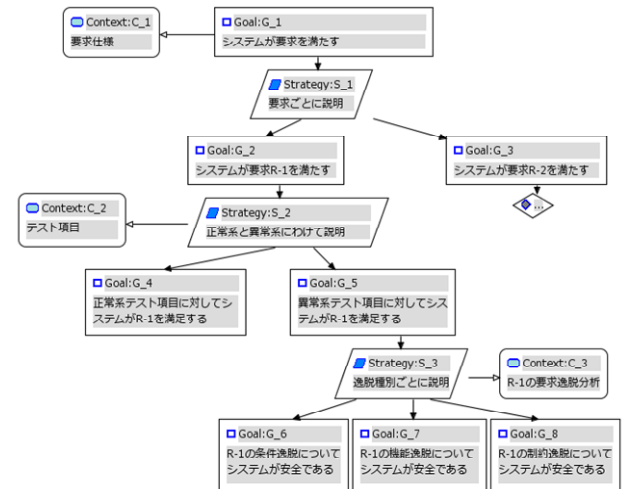 Context:C_1
要求仕様
Goal:G_1
システムが要求を満たす
Strategy:S_1
要求ごとに説明
Goal:G_2
システムが要求R-1を満たす
Goal:G_3
システムが要求R-2を満たす
...
Context:C_2
テスト項目
Strategy:S_2
正常系と異常系にわけて説明
Goal:G_4
正常系テスト項目に対してシ
ステムがR-1を満足する
Goal:G_5
異常系テスト項目に対してシス
テムがR-1を満足する
Strategy:S_3
逸脱種別ごとに説明
Context:C_3
R-1の要求逸脱分析
Goal:G_6
R-1の条件逸脱について
システムが安全である
Goal:G_7
R-1の機能逸脱について
システムが安全である
Goal:G_8
R-1の制約逸脱について
システムが安全である